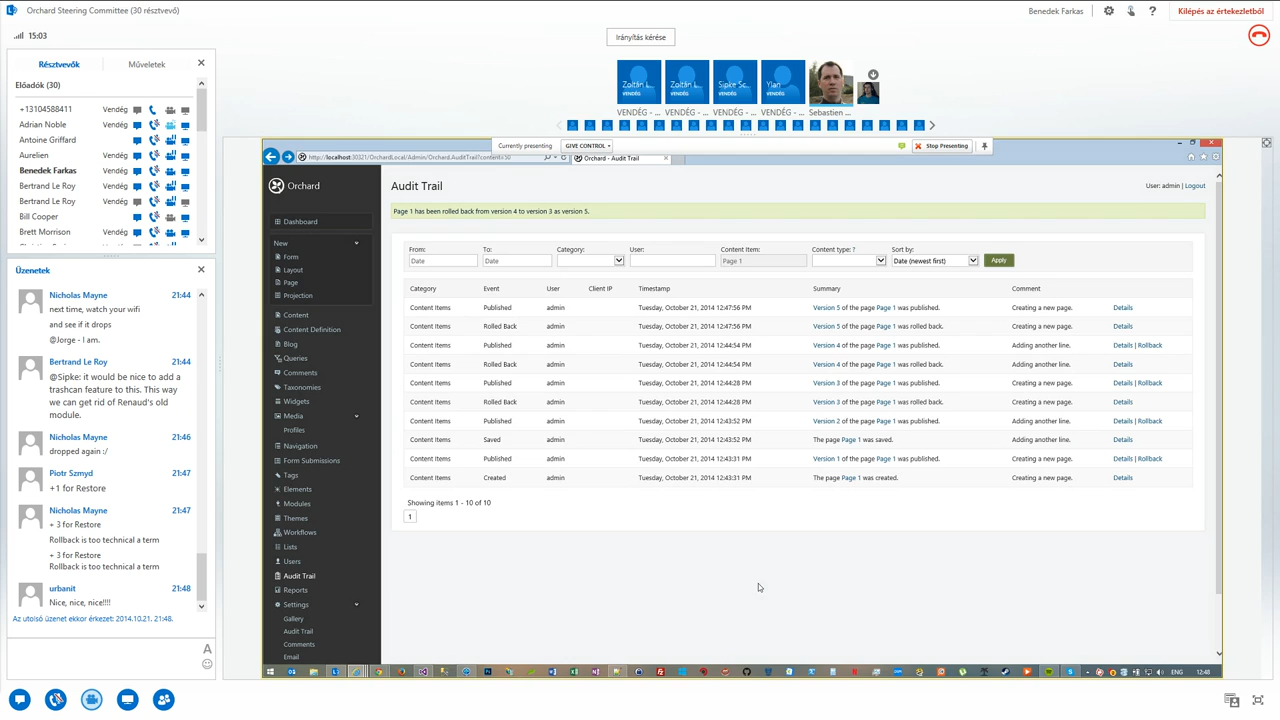 Orchard Steering Committee (30 résztvevő)
Benedek Farkas
Kilépés az értekezletből
15:03
Irányítás kérése
Résztvevők
Műveletek
Előadók (30)
+13104588411 Vendég
Adrian Noble Vendég
Antoine Griffard Vendég
Aurelien Vendég
Benedek Farkas Vendég
Bertrand Le Roy Vendég
Bertrand Le Roy Vendég
Bill Cooper Vendég
Brett Morrison Vendég
Zoltán L.
VENDÉG
VENDÉG - ...
Zoltán L.
VENDÉG
VENDÉG - ...
Sipke Sc...
VENDÉG
VENDÉG - ...
Ylan
VENDÉG
VENDÉG - ...
Sebastien ...
Üzenetek
Nicholas Mayne 21:44
next time, watch your wifi
and see if it drops
@Jorge - I am.
Bertrand Le Roy 21:44
@Sipke: it would be nice to add a
trashcan feature to this. This way
we can get rid of Renaud's old
module.
Nicholas Mayne 21:46
dropped again :/
Piotr Szmyd 21:47
+1 for Restore
Nicholas Mayne 21:47
+ 3 for Restore
Rollback is too technical a term
+ 3 for Restore
Rollback is too technical a term
urbanit 21:48
Nice, nice, nice!!!!
Az utolsó üzenet ekkor érkezett: 2014.10.21. 21:48.
Currently presenting
GIVE CONTROL
Stop Presenting
http://localhost:30321/OrchardLocal/Admin/Orchard.AuditTrail?content=50
Orchard - Audit Trail
Orchard
Dashboard
New
Form
Layout
Page
Projection
Content
Content Definition
Blog
Queries
Comments
Taxonomies
Widgets
Media
Profiles
Navigation
Form Submissions
Tags
Elements
Modules
Themes
Workflows
Lists
Users
Audit Trail
Reports
Settings
Gallery
Audit Trail
Comments
Email
Audit Trail
User: admin | Logout
Page 1 has been rolled back from version 4 to version 3 as version 5.
From: To: Category: User: Content Item: Content type: ? Sort by:
Date Date Page 1 Date (newest first) Apply
Category Event User Client IP Timestamp Summary Comment
Content Items Published admin Tuesday, October 21, 2014 12:47:56 PM Version 5 of the page Page 1 was published. Creating a new page. Details
Content Items Rolled Back admin Tuesday, October 21, 2014 12:47:56 PM Version 5 of the page Page 1 was rolled back. Creating a new page. Details
Content Items Published admin Tuesday, October 21, 2014 12:44:54 PM Version 4 of the page Page 1 was published. Adding another line. Details | Rollback
Content Items Rolled Back admin Tuesday, October 21, 2014 12:44:54 PM Version 4 of the page Page 1 was rolled back. Adding another line. Details
Content Items Published admin Tuesday, October 21, 2014 12:44:28 PM Version 3 of the page Page 1 was published. Creating a new page. Details | Rollback
Content Items Rolled Back admin Tuesday, October 21, 2014 12:44:28 PM Version 3 of the page Page 1 was rolled back. Creating a new page. Details
Content Items Published admin Tuesday, October 21, 2014 12:43:52 PM Version 2 of the page Page 1 was published. Adding another line. Details | Rollback
Content Items Saved admin Tuesday, October 21, 2014 12:43:52 PM The page Page 1 was saved. Adding another line. Details
Content Items Published admin Tuesday, October 21, 2014 12:43:31 PM Version 1 of the page Page 1 was published. Creating a new page. Details | Rollback
Content Items Created admin Tuesday, October 21, 2014 12:43:31 PM The page Page 1 was created. Creating a new page. Details
Showing items 1 - 10 of 10
1
ENG
12:48